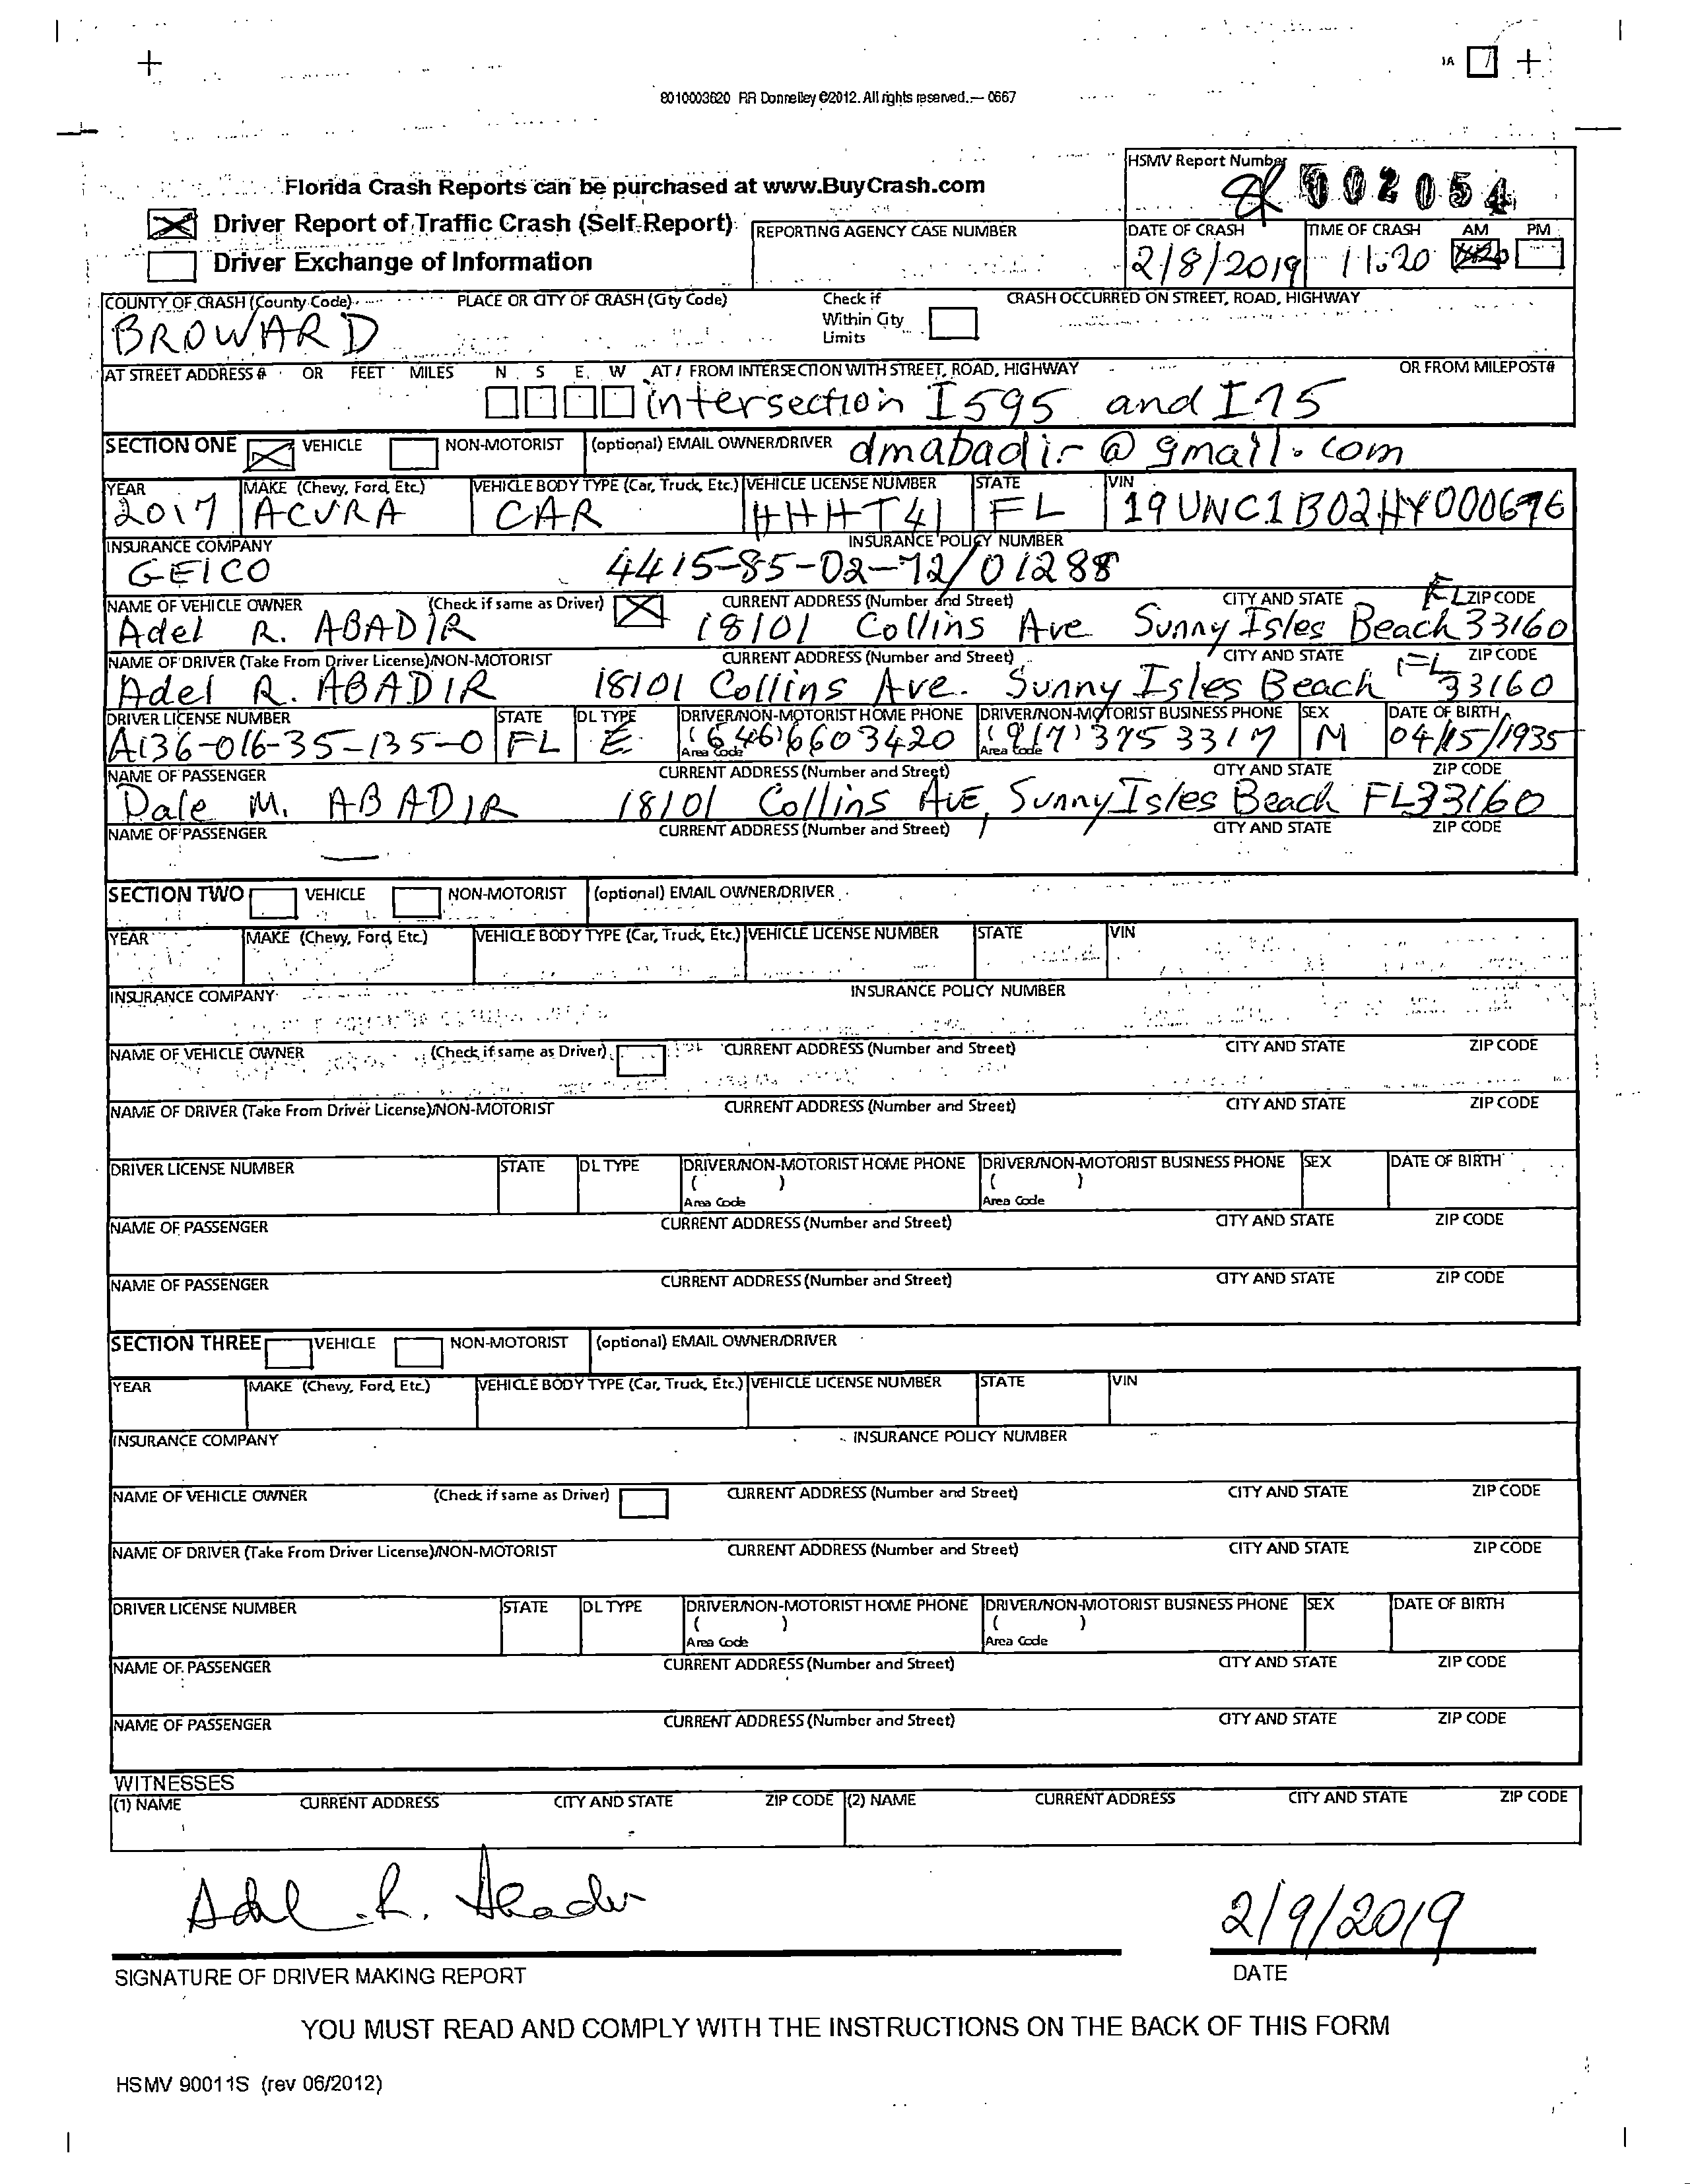 1A
8010003620 RR Donnelley ©2012. All rights reserved.— 0667
HSMV Report Number
002054
Florida Crash Reports can be purchased at www.BuyCrash.com
Driver Report of Traffic Crash (Self-Report)
REPORTING AGENCY CASE NUMBER DATE OF CRASH TIME OF CRASH AM PM
2/8/2019 11.20
Driver Exchange of Information
COUNTY OF CRASH (County Code) PLACE OR CITY OF CRASH (City Code) Check if Within City Limits CRASH OCCURRED ON STREET, ROAD, HIGHWAY
BROWARD
AT STREET ADDRESS # OR FEET MILES N S E W AT / FROM INTERSECTION WITH STREET, ROAD, HIGHWAY OR FROM MILEPOST#
intersection I595 and I75
SECTION ONE VEHICLE NON-MOTORIST (optional) EMAIL OWNER/DRIVER dmabadir@gmail.com
YEAR MAKE (Chevy, Ford, Etc.) VEHICLE BODY TYPE (Car, Truck, Etc.) VEHICLE LICENSE NUMBER STATE VIN
2017 ACURA CAR HHHT41 FL 19UNC1B02HY000676
INSURANCE COMPANY INSURANCE POLICY NUMBER
GEICO 4415-85-02-72/01288
NAME OF VEHICLE OWNER (Check if same as Driver) CURRENT ADDRESS (Number and Street) CITY AND STATE FL ZIP CODE
Adel R. ABADIR 18101 Collins Ave Sunny Isles Beach 33160
NAME OF DRIVER (Take From Driver License)/NON-MOTORIST CURRENT ADDRESS (Number and Street) CITY AND STATE ZIP CODE
Adel R. ABADIR 18101 Collins Ave. Sunny Isles Beach FL 33160
DRIVER LICENSE NUMBER STATE DL TYPE DRIVER/NON-MOTORIST HOME PHONE DRIVER/NON-MOTORIST BUSINESS PHONE SEX DATE OF BIRTH
A136-016-35-135-0 FL E (646)6603420 (917)3753317 M 04/15/1935
Area Code Area Code
NAME OF PASSENGER CURRENT ADDRESS (Number and Street) CITY AND STATE ZIP CODE
Dale M. ABADIR 18101 Collins AVE, Sunny Isles Beach FL33160
NAME OF PASSENGER CURRENT ADDRESS (Number and Street) CITY AND STATE ZIP CODE
—
SECTION TWO VEHICLE NON-MOTORIST (optional) EMAIL OWNER/DRIVER
YEAR MAKE (Chevy, Ford, Etc.) VEHICLE BODY TYPE (Car, Truck, Etc.) VEHICLE LICENSE NUMBER STATE VIN
INSURANCE COMPANY INSURANCE POLICY NUMBER
NAME OF VEHICLE OWNER (Check if same as Driver) CURRENT ADDRESS (Number and Street) CITY AND STATE ZIP CODE
NAME OF DRIVER (Take From Driver License)/NON-MOTORIST CURRENT ADDRESS (Number and Street) CITY AND STATE ZIP CODE
DRIVER LICENSE NUMBER STATE DL TYPE DRIVER/NON-MOTORIST HOME PHONE DRIVER/NON-MOTORIST BUSINESS PHONE SEX DATE OF BIRTH
( ) ( )
Area Code Area Code
NAME OF PASSENGER CURRENT ADDRESS (Number and Street) CITY AND STATE ZIP CODE
NAME OF PASSENGER CURRENT ADDRESS (Number and Street) CITY AND STATE ZIP CODE
SECTION THREE VEHICLE NON-MOTORIST (optional) EMAIL OWNER/DRIVER
YEAR MAKE (Chevy, Ford, Etc.) VEHICLE BODY TYPE (Car, Truck, Etc.) VEHICLE LICENSE NUMBER STATE VIN
INSURANCE COMPANY INSURANCE POLICY NUMBER
NAME OF VEHICLE OWNER (Check if same as Driver) CURRENT ADDRESS (Number and Street) CITY AND STATE ZIP CODE
NAME OF DRIVER (Take From Driver License)/NON-MOTORIST CURRENT ADDRESS (Number and Street) CITY AND STATE ZIP CODE
DRIVER LICENSE NUMBER STATE DL TYPE DRIVER/NON-MOTORIST HOME PHONE DRIVER/NON-MOTORIST BUSINESS PHONE SEX DATE OF BIRTH
( ) ( )
Area Code Area Code
NAME OF PASSENGER CURRENT ADDRESS (Number and Street) CITY AND STATE ZIP CODE
NAME OF PASSENGER CURRENT ADDRESS (Number and Street) CITY AND STATE ZIP CODE
WITNESSES
(1) NAME CURRENT ADDRESS CITY AND STATE ZIP CODE (2) NAME CURRENT ADDRESS CITY AND STATE ZIP CODE
Adel R. Abadir 2/9/2019
SIGNATURE OF DRIVER MAKING REPORT DATE
YOU MUST READ AND COMPLY WITH THE INSTRUCTIONS ON THE BACK OF THIS FORM
HSMV 90011S (rev 06/2012)